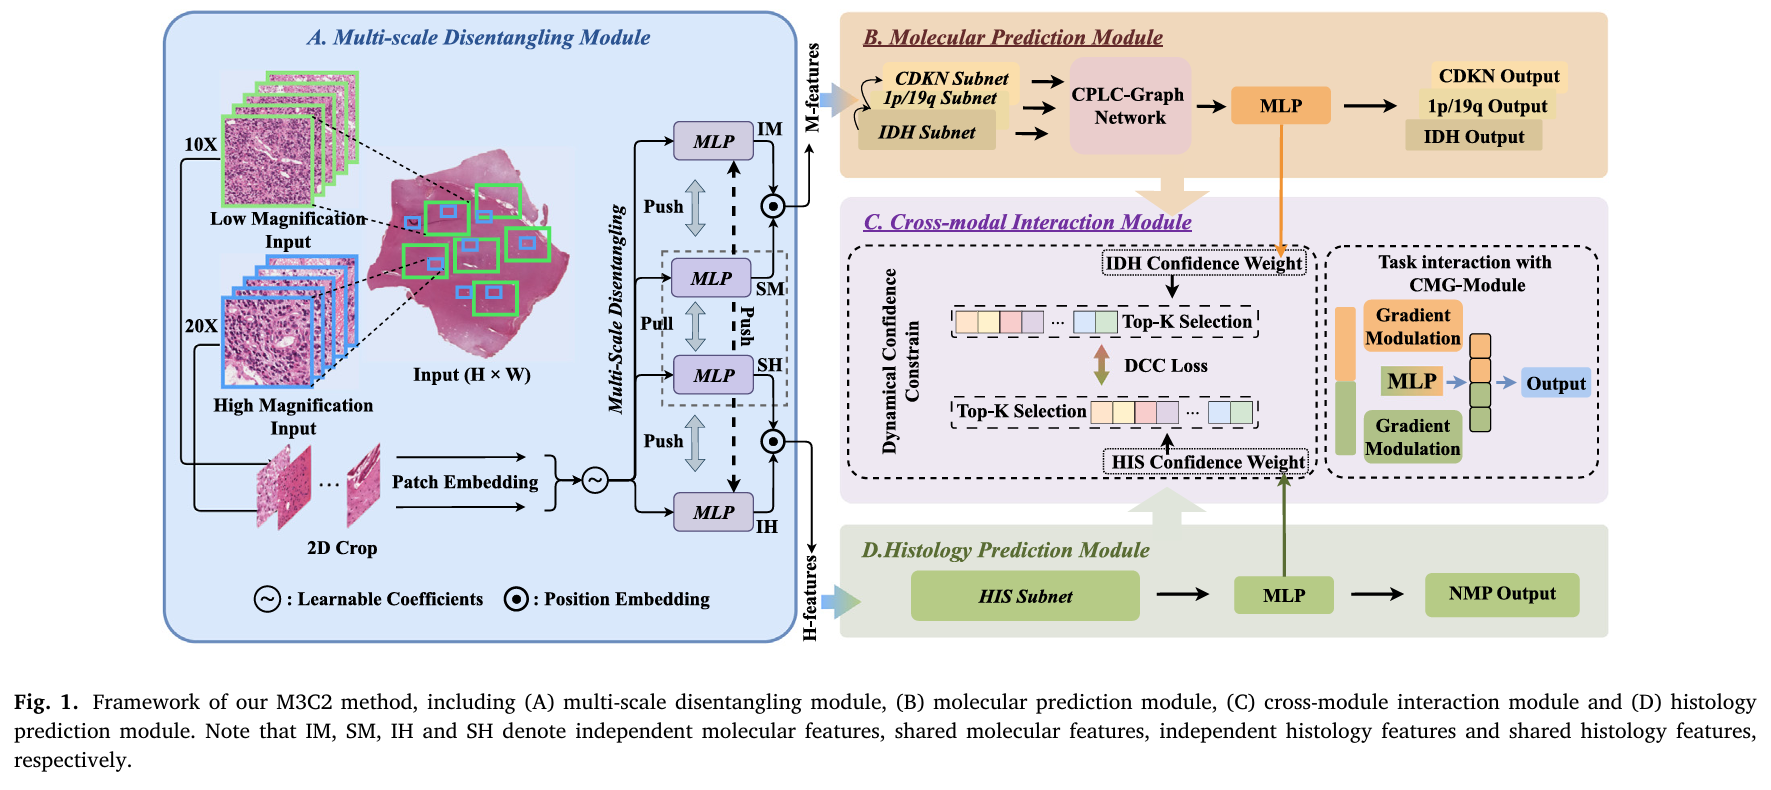 A. Multi-scale Disentangling Module
10X
Low Magnification
Input
20X
High Magnification
Input
Input (H × W)
2D Crop
Patch Embedding
~
Multi-Scale Disentangling
MLP
IM
Push
MLP
SM
Pull
Push
MLP
SH
Push
MLP
IH
~ : Learnable Coefficients
: Position Embedding
M-features
H-features
B. Molecular Prediction Module
CDKN Subnet
1p/19q Subnet
IDH Subnet
CPLC-Graph
Network
MLP
CDKN Output
1p/19q Output
IDH Output
C. Cross-modal Interaction Module
Dynamical Confidence
Constrain
IDH Confidence Weight
... Top-K Selection
DCC Loss
Top-K Selection ...
HIS Confidence Weight
Task interaction with
CMG-Module
Gradient
Modulation
MLP
Output
Gradient
Modulation
D.Histology Prediction Module
HIS Subnet
MLP
NMP Output
Fig. 1. Framework of our M3C2 method, including (A) multi-scale disentangling module, (B) molecular prediction module, (C) cross-module interaction module and (D) histology
prediction module. Note that IM, SM, IH and SH denote independent molecular features, shared molecular features, independent histology features and shared histology features,
respectively.